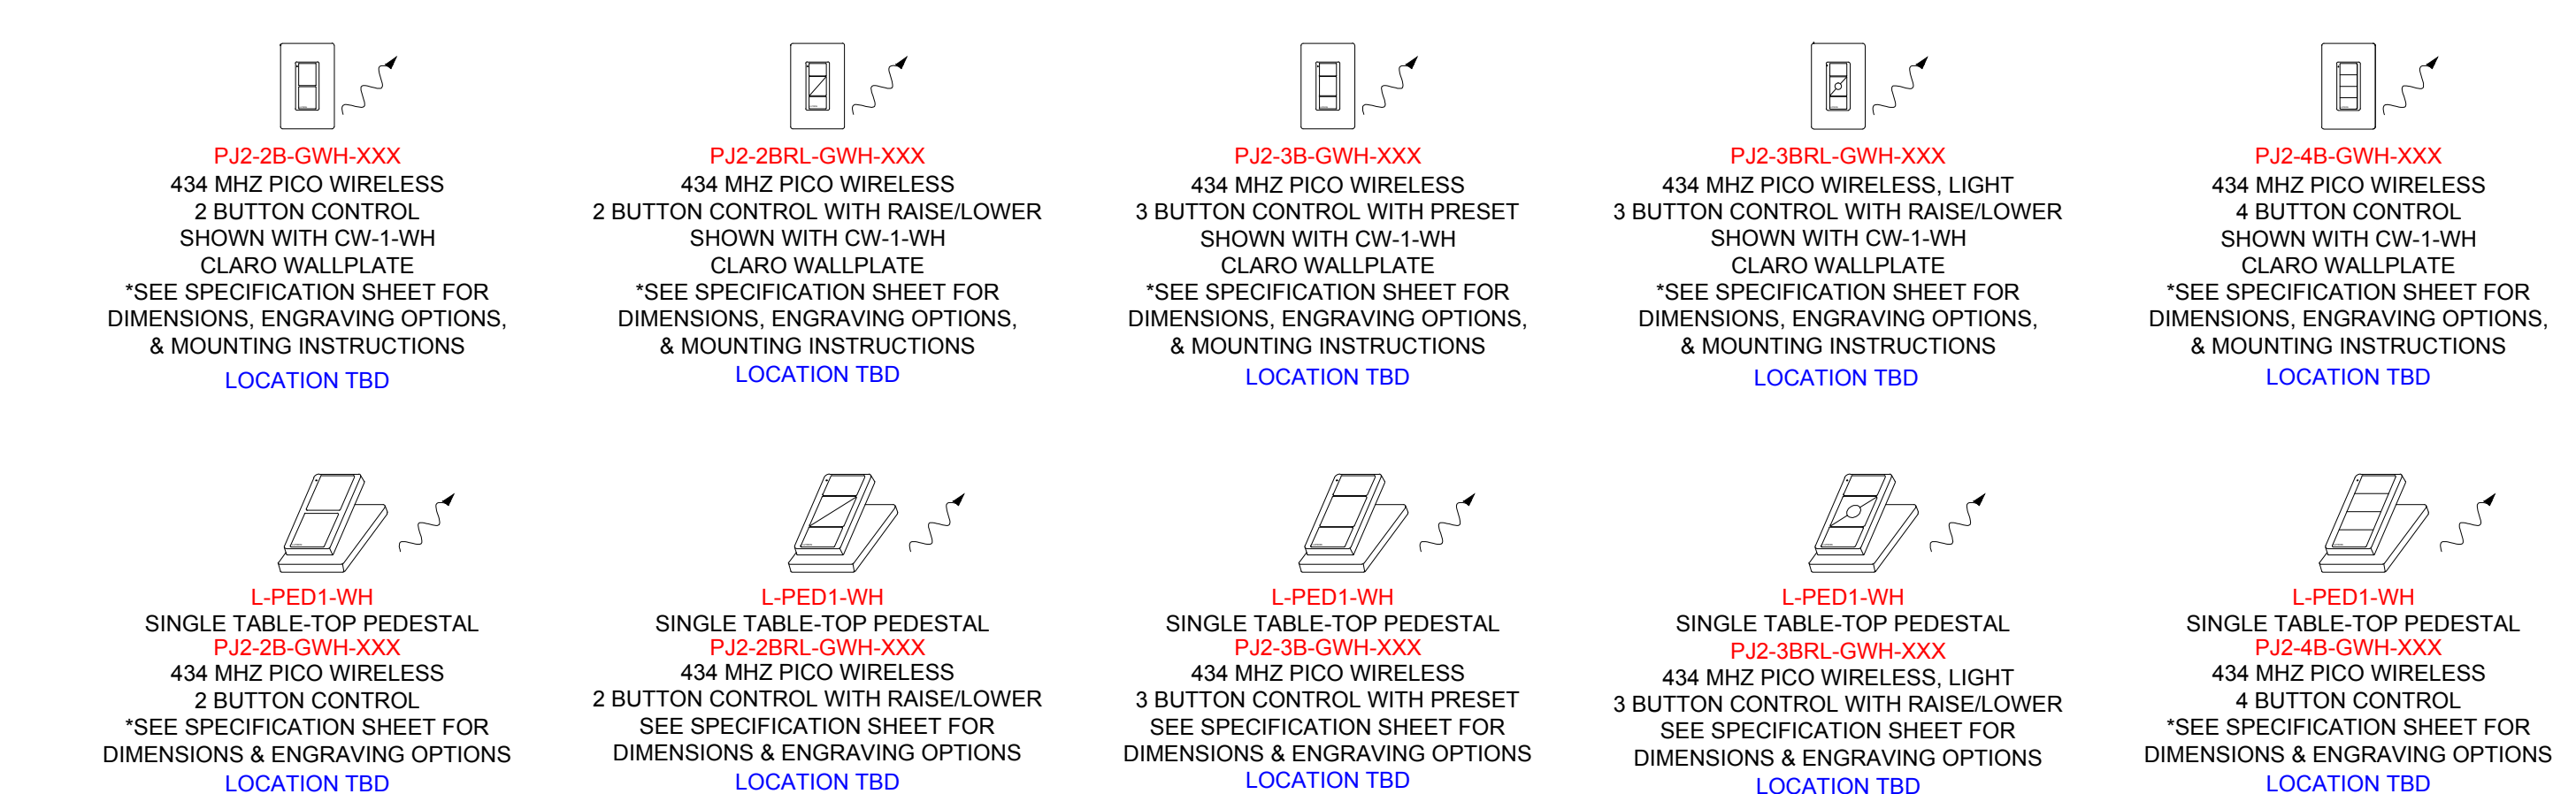 PJ2-2B-GWH-XXX
434 MHZ PICO WIRELESS
2 BUTTON CONTROL
SHOWN WITH CW-1-WH
CLARO WALLPLATE
*SEE SPECIFICATION SHEET FOR
DIMENSIONS, ENGRAVING OPTIONS,
& MOUNTING INSTRUCTIONS
LOCATION TBD
PJ2-2BRL-GWH-XXX
434 MHZ PICO WIRELESS
2 BUTTON CONTROL WITH RAISE/LOWER
SHOWN WITH CW-1-WH
CLARO WALLPLATE
*SEE SPECIFICATION SHEET FOR
DIMENSIONS, ENGRAVING OPTIONS,
& MOUNTING INSTRUCTIONS
LOCATION TBD
PJ2-3B-GWH-XXX
434 MHZ PICO WIRELESS
3 BUTTON CONTROL WITH PRESET
SHOWN WITH CW-1-WH
CLARO WALLPLATE
*SEE SPECIFICATION SHEET FOR
DIMENSIONS, ENGRAVING OPTIONS,
& MOUNTING INSTRUCTIONS
LOCATION TBD
PJ2-3BRL-GWH-XXX
434 MHZ PICO WIRELESS, LIGHT
3 BUTTON CONTROL WITH RAISE/LOWER
SHOWN WITH CW-1-WH
CLARO WALLPLATE
*SEE SPECIFICATION SHEET FOR
DIMENSIONS, ENGRAVING OPTIONS,
& MOUNTING INSTRUCTIONS
LOCATION TBD
PJ2-4B-GWH-XXX
434 MHZ PICO WIRELESS
4 BUTTON CONTROL
SHOWN WITH CW-1-WH
CLARO WALLPLATE
*SEE SPECIFICATION SHEET FOR
DIMENSIONS, ENGRAVING OPTIONS,
& MOUNTING INSTRUCTIONS
LOCATION TBD
L-PED1-WH
SINGLE TABLE-TOP PEDESTAL
PJ2-2B-GWH-XXX
434 MHZ PICO WIRELESS
2 BUTTON CONTROL
*SEE SPECIFICATION SHEET FOR
DIMENSIONS & ENGRAVING OPTIONS
LOCATION TBD
L-PED1-WH
SINGLE TABLE-TOP PEDESTAL
PJ2-2BRL-GWH-XXX
434 MHZ PICO WIRELESS
2 BUTTON CONTROL WITH RAISE/LOWER
SEE SPECIFICATION SHEET FOR
DIMENSIONS & ENGRAVING OPTIONS
LOCATION TBD
L-PED1-WH
SINGLE TABLE-TOP PEDESTAL
PJ2-3B-GWH-XXX
434 MHZ PICO WIRELESS
3 BUTTON CONTROL WITH PRESET
SEE SPECIFICATION SHEET FOR
DIMENSIONS & ENGRAVING OPTIONS
LOCATION TBD
L-PED1-WH
SINGLE TABLE-TOP PEDESTAL
PJ2-3BRL-GWH-XXX
434 MHZ PICO WIRELESS, LIGHT
3 BUTTON CONTROL WITH RAISE/LOWER
SEE SPECIFICATION SHEET FOR
DIMENSIONS & ENGRAVING OPTIONS
LOCATION TBD
L-PED1-WH
SINGLE TABLE-TOP PEDESTAL
PJ2-4B-GWH-XXX
434 MHZ PICO WIRELESS
4 BUTTON CONTROL
*SEE SPECIFICATION SHEET FOR
DIMENSIONS & ENGRAVING OPTIONS
LOCATION TBD